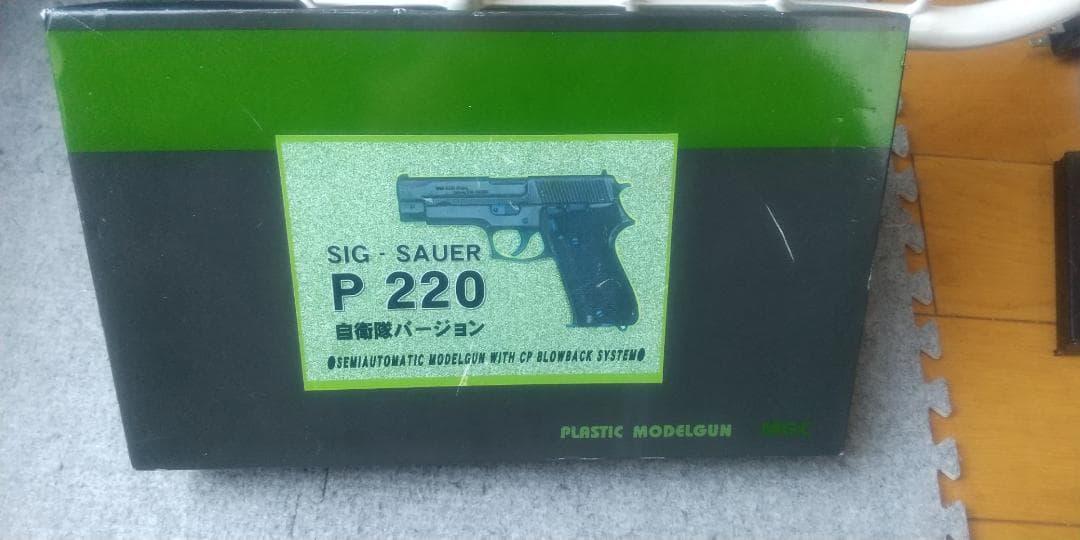 SIG - SAUER
P 220
自衛隊バージョン
●SEMIAUTOMATIC MODELGUN WITH CP BLOWBACK SYSTEM●
PLASTIC MODELGUN MGC